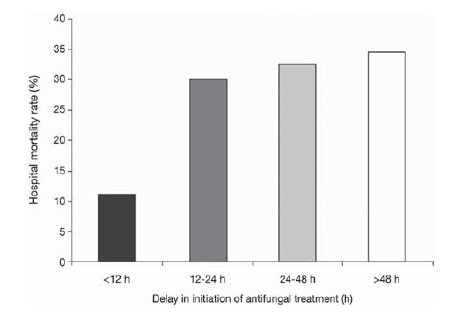 Hospital mortality rate (%)
40
35
30
25
20
15
10
5
0
<12 h
12-24 h
24-48 h
>48 h
Delay in initiation of antifungal treatment (h)